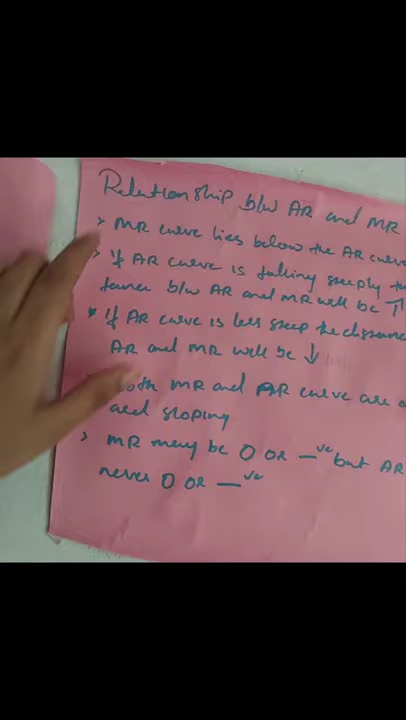 Relationship b/w AR and MR
> MR curve lies below the AR curve
> If AR curve is falling steeply the
tance b/w AR and MR will be ↑
* If AR curve is less steep the distance
AR and MR will be ↓
both MR and AR curve are
ard sloping
> MR may be 0 OR —ve but AR
never 0 OR —ve